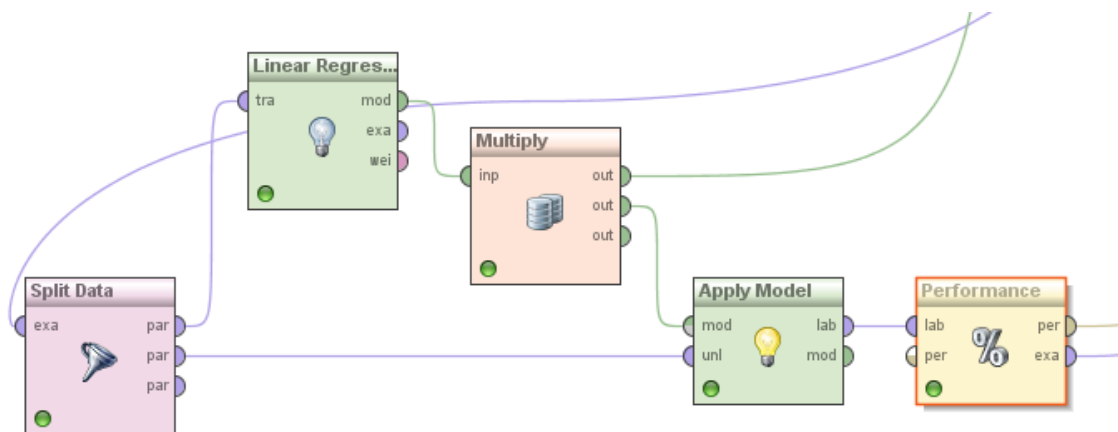 Linear Regres...
tra mod
exa
wei
Multiply
inp out
out
out
Split Data
exa par
par
par
Apply Model
mod lab
unl mod
Performance
lab per
per exa
%